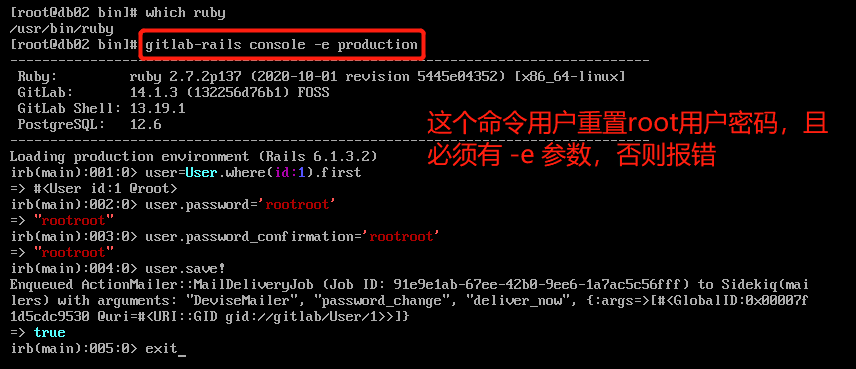 [root@db02 bin]# which ruby
/usr/bin/ruby
[root@db02 bin]# gitlab-rails console -e production
--------------------------------------------------------------------------------
Ruby:         ruby 2.7.2p137 (2020-10-01 revision 5445e04352) [x86_64-linux]
GitLab:       14.1.3 (132256d76b1) FOSS
GitLab Shell: 13.19.1
PostgreSQL:   12.6
--------------------------------------------------------------------------------
这个命令用户重置root用户密码，且
必须有 -e 参数，否则报错
Loading production environment (Rails 6.1.3.2)
irb(main):001:0> user=User.where(id:1).first
=> #<User id:1 @root>
irb(main):002:0> user.password='rootroot'
=> "rootroot"
irb(main):003:0> user.password_confirmation='rootroot'
=> "rootroot"
irb(main):004:0> user.save!
Enqueued ActionMailer::MailDeliveryJob (Job ID: 91e9e1ab-67ee-42b0-9ee6-1a7ac5c56fff) to Sidekiq(mai
lers) with arguments: "DeviseMailer", "password_change", "deliver_now", {:args=>[#<GlobalID:0x00007f
1d5cdc9530 @uri=#<URI::GID gid://gitlab/User/1>>]}
=> true
irb(main):005:0> exit_